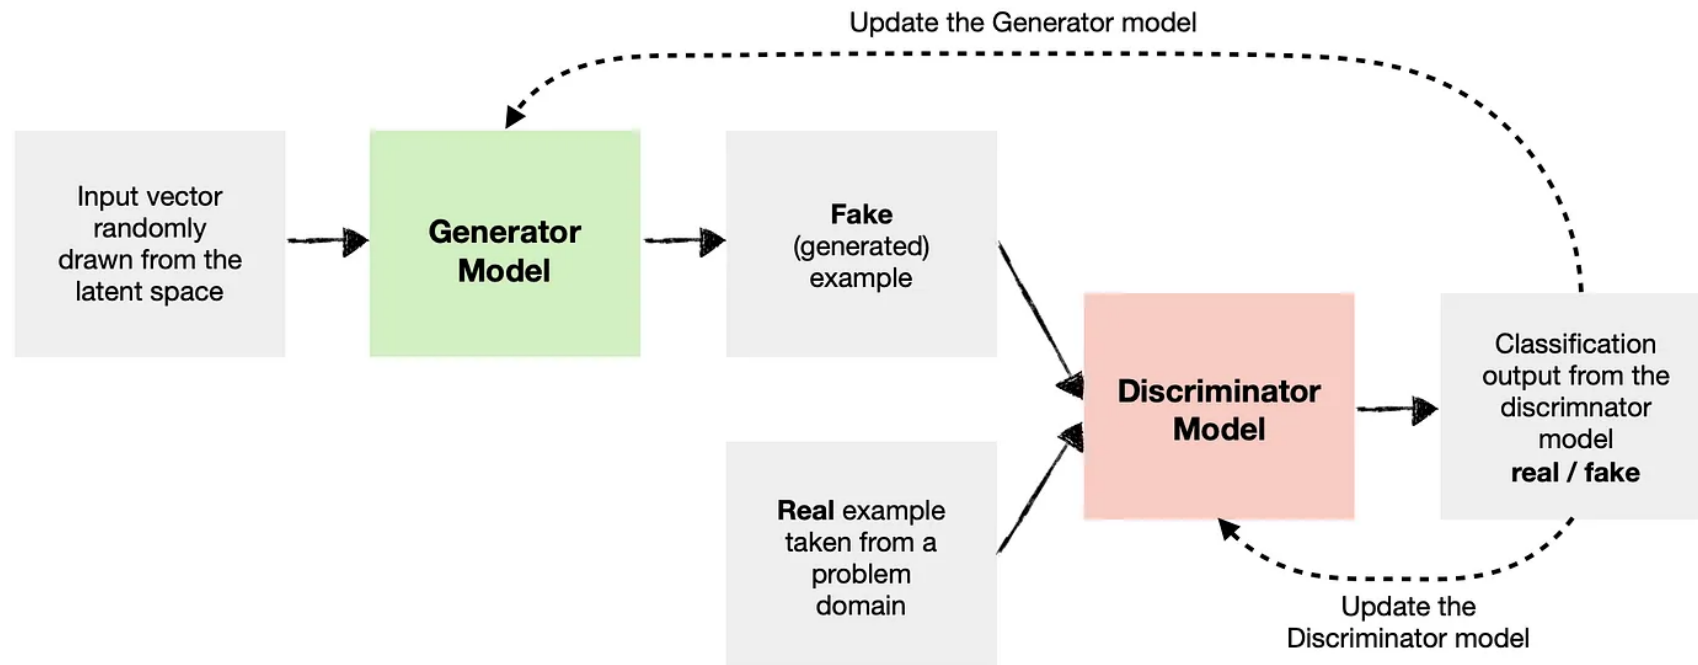 Update the Generator model
Input vector
randomly
drawn from the
latent space
Generator
Model
Fake
(generated)
example
Real example
taken from a
problem
domain
Discriminator
Model
Classification
output from the
discrimnator
model
real / fake
Update the
Discriminator model